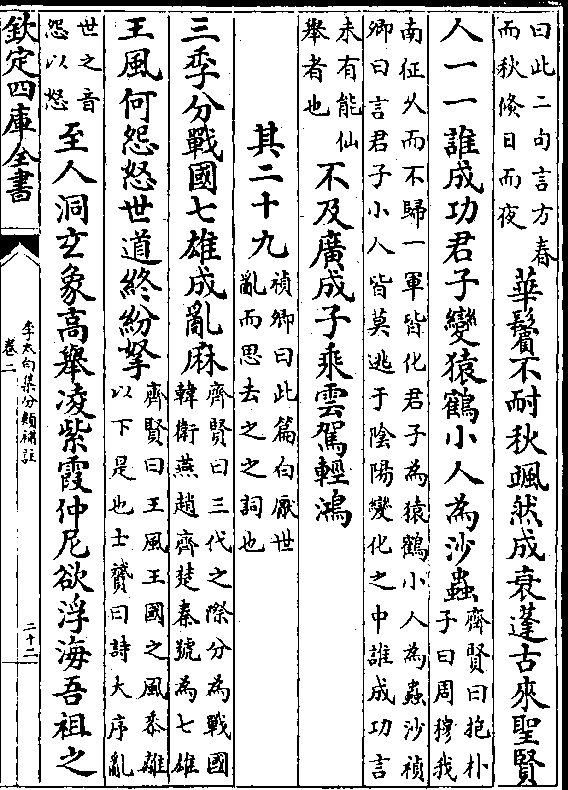 曰此二句言方春
而秋倏日而夜
華鬢不耐秋颯然成衰蓬古來聖賢
人一一誰成功君子變猿鶴小人為沙蟲
齊賢曰抱朴
子曰周穆我
南征久而不歸一軍皆化君子為猿鶴小人為蟲沙禎
卿曰言君子小人皆莫逃于陰陽變化之中誰成功言
未有能仙
舉者也
不及廣成子乘雲駕輕鴻
其二十九
禎卿曰此篇白厭世
亂而思去之之詞也
三季分戰國七雄成亂麻
齊賢曰三代之際分為戰國
韓衛燕趙齊楚秦號為七雄
王風何怨怒世道終紛拏
齊賢曰王風王國之風黍離
以下是也士贇曰詩大序亂
世之音
怨以怒
至人洞玄象高舉凌紫霞仲尼欲浮海吾祖之
欽定四庫全書
李太白集分類補註
卷二
二十二